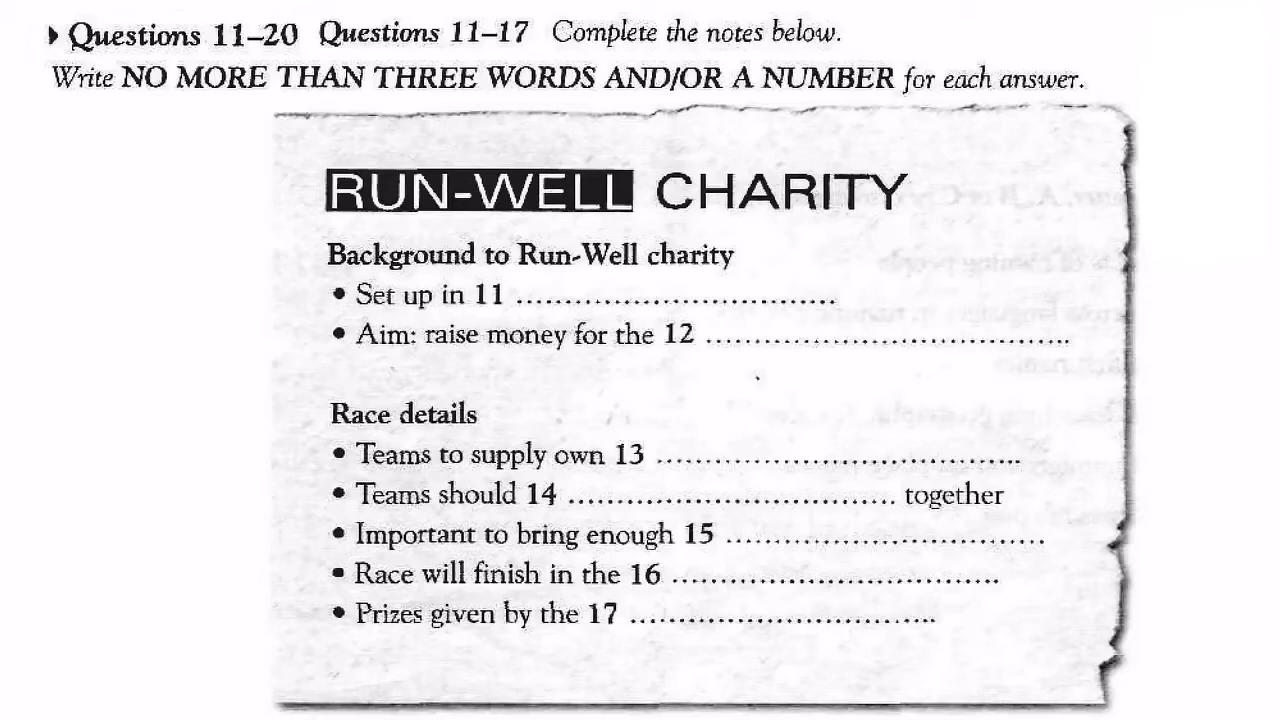 Questions 11–20 Questions 11–17 Complete the notes below.
Write NO MORE THAN THREE WORDS AND/OR A NUMBER for each answer.
RUN-WELL CHARITY
Background to Run-Well charity
• Set up in 11 ................................
• Aim: raise money for the 12 .....................................
Race details
• Teams to supply own 13 .....................................
• Teams should 14 ................................. together
• Important to bring enough 15 ................................
• Race will finish in the 16 .................................
• Prizes given by the 17 ...............................